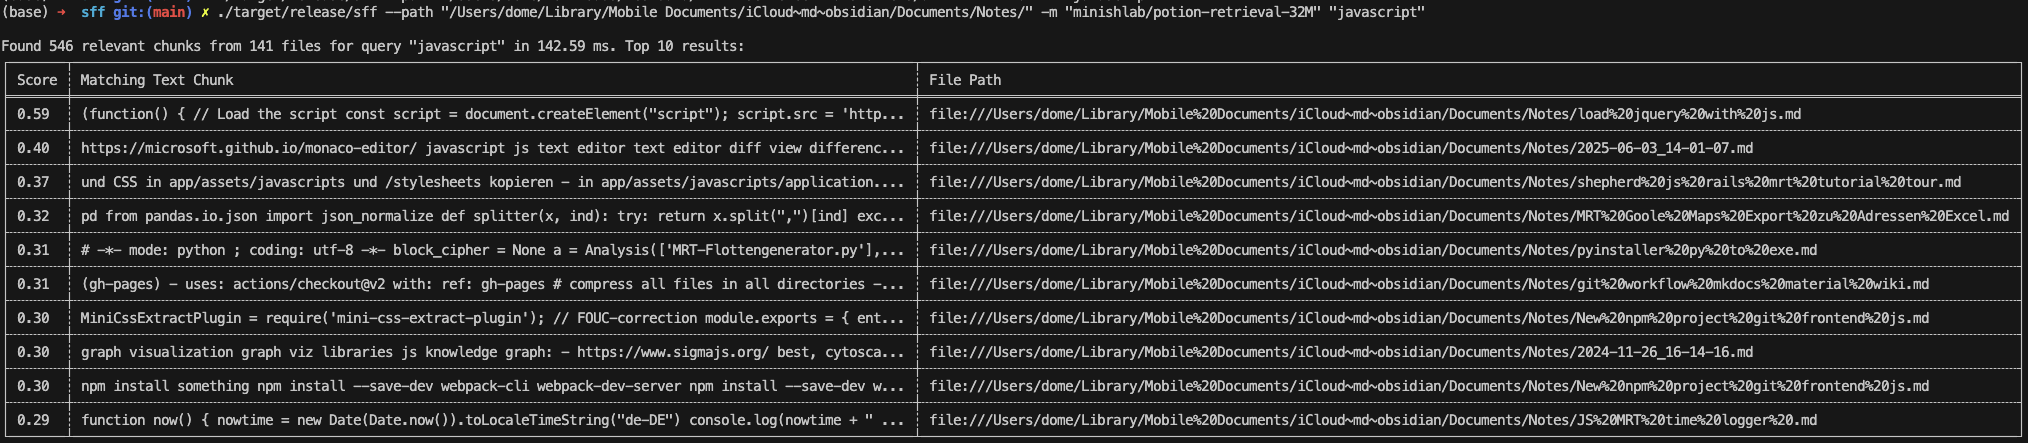 (base) → sff git:(main) ✗ ./target/release/sff --path "/Users/dome/Library/Mobile Documents/iCloud~md~obsidian/Documents/Notes/" -m "minishlab/potion-retrieval-32M" "javascript"
Found 546 relevant chunks from 141 files for query "javascript" in 142.59 ms. Top 10 results:
Score Matching Text Chunk File Path
0.59 (function() { // Load the script const script = document.createElement("script"); script.src = 'http... file:///Users/dome/Library/Mobile%20Documents/iCloud~md~obsidian/Documents/Notes/load%20jquery%20with%20js.md
0.40 https://microsoft.github.io/monaco-editor/ javascript js text editor text editor diff view differenc... file:///Users/dome/Library/Mobile%20Documents/iCloud~md~obsidian/Documents/Notes/2025-06-03_14-01-07.md
0.37 und CSS in app/assets/javascripts und /stylesheets kopieren - in app/assets/javascripts/application.... file:///Users/dome/Library/Mobile%20Documents/iCloud~md~obsidian/Documents/Notes/shepherd%20js%20rails%20mrt%20tutorial%20tour.md
0.32 pd from pandas.io.json import json_normalize def splitter(x, ind): try: return x.split(",")[ind] exc... file:///Users/dome/Library/Mobile%20Documents/iCloud~md~obsidian/Documents/Notes/MRT%20Goole%20Maps%20Export%20zu%20Adressen%20Excel.md
0.31 # -*- mode: python ; coding: utf-8 -*- block_cipher = None a = Analysis(['MRT-Flottengenerator.py'],... file:///Users/dome/Library/Mobile%20Documents/iCloud~md~obsidian/Documents/Notes/pyinstaller%20py%20to%20exe.md
0.31 (gh-pages) - uses: actions/checkout@v2 with: ref: gh-pages # compress all files in all directories -... file:///Users/dome/Library/Mobile%20Documents/iCloud~md~obsidian/Documents/Notes/git%20workflow%20mkdocs%20material%20wiki.md
0.30 MiniCssExtractPlugin = require('mini-css-extract-plugin'); // FOUC-correction module.exports = { ent... file:///Users/dome/Library/Mobile%20Documents/iCloud~md~obsidian/Documents/Notes/New%20npm%20project%20git%20frontend%20js.md
0.30 graph visualization graph viz libraries js knowledge graph: - https://www.sigmajs.org/ best, cytosca... file:///Users/dome/Library/Mobile%20Documents/iCloud~md~obsidian/Documents/Notes/2024-11-26_16-14-16.md
0.30 npm install something npm install --save-dev webpack-cli webpack-dev-server npm install --save-dev w... file:///Users/dome/Library/Mobile%20Documents/iCloud~md~obsidian/Documents/Notes/New%20npm%20project%20git%20frontend%20js.md
0.29 function now() { nowtime = new Date(Date.now()).toLocaleTimeString("de-DE") console.log(nowtime + " ... file:///Users/dome/Library/Mobile%20Documents/iCloud~md~obsidian/Documents/Notes/JS%20MRT%20time%20logger%20.md